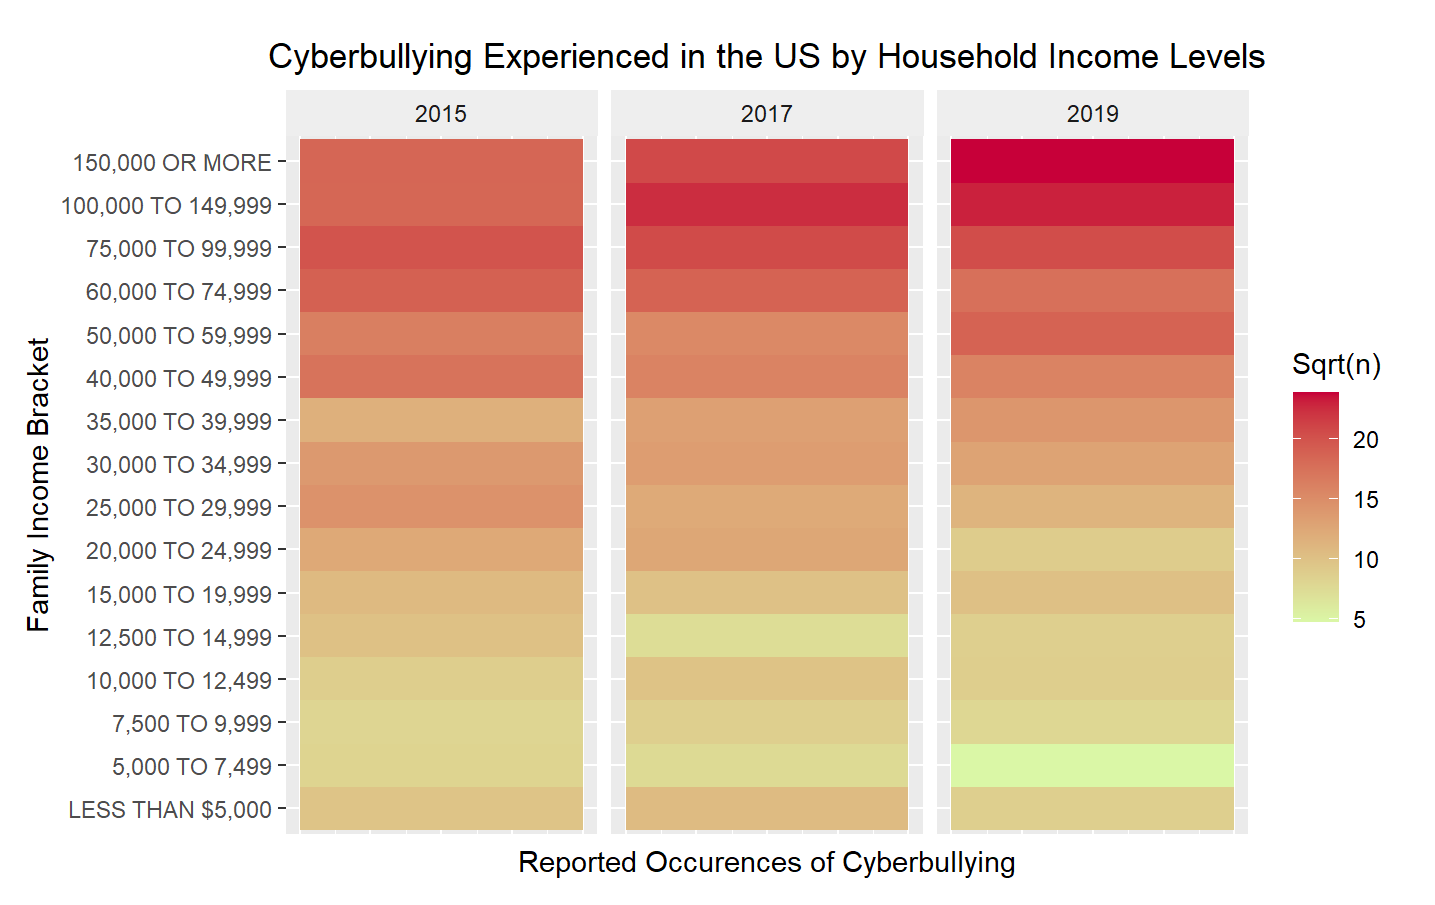 Cyberbullying Experienced in the US by Household Income Levels
2015 2017 2019
150,000 OR MORE
100,000 TO 149,999
75,000 TO 99,999
60,000 TO 74,999
50,000 TO 59,999
40,000 TO 49,999
35,000 TO 39,999
30,000 TO 34,999
25,000 TO 29,999
20,000 TO 24,999
15,000 TO 19,999
12,500 TO 14,999
10,000 TO 12,499
7,500 TO 9,999
5,000 TO 7,499
LESS THAN $5,000
Family Income Bracket
Reported Occurences of Cyberbullying
Sqrt(n)
20
15
10
5